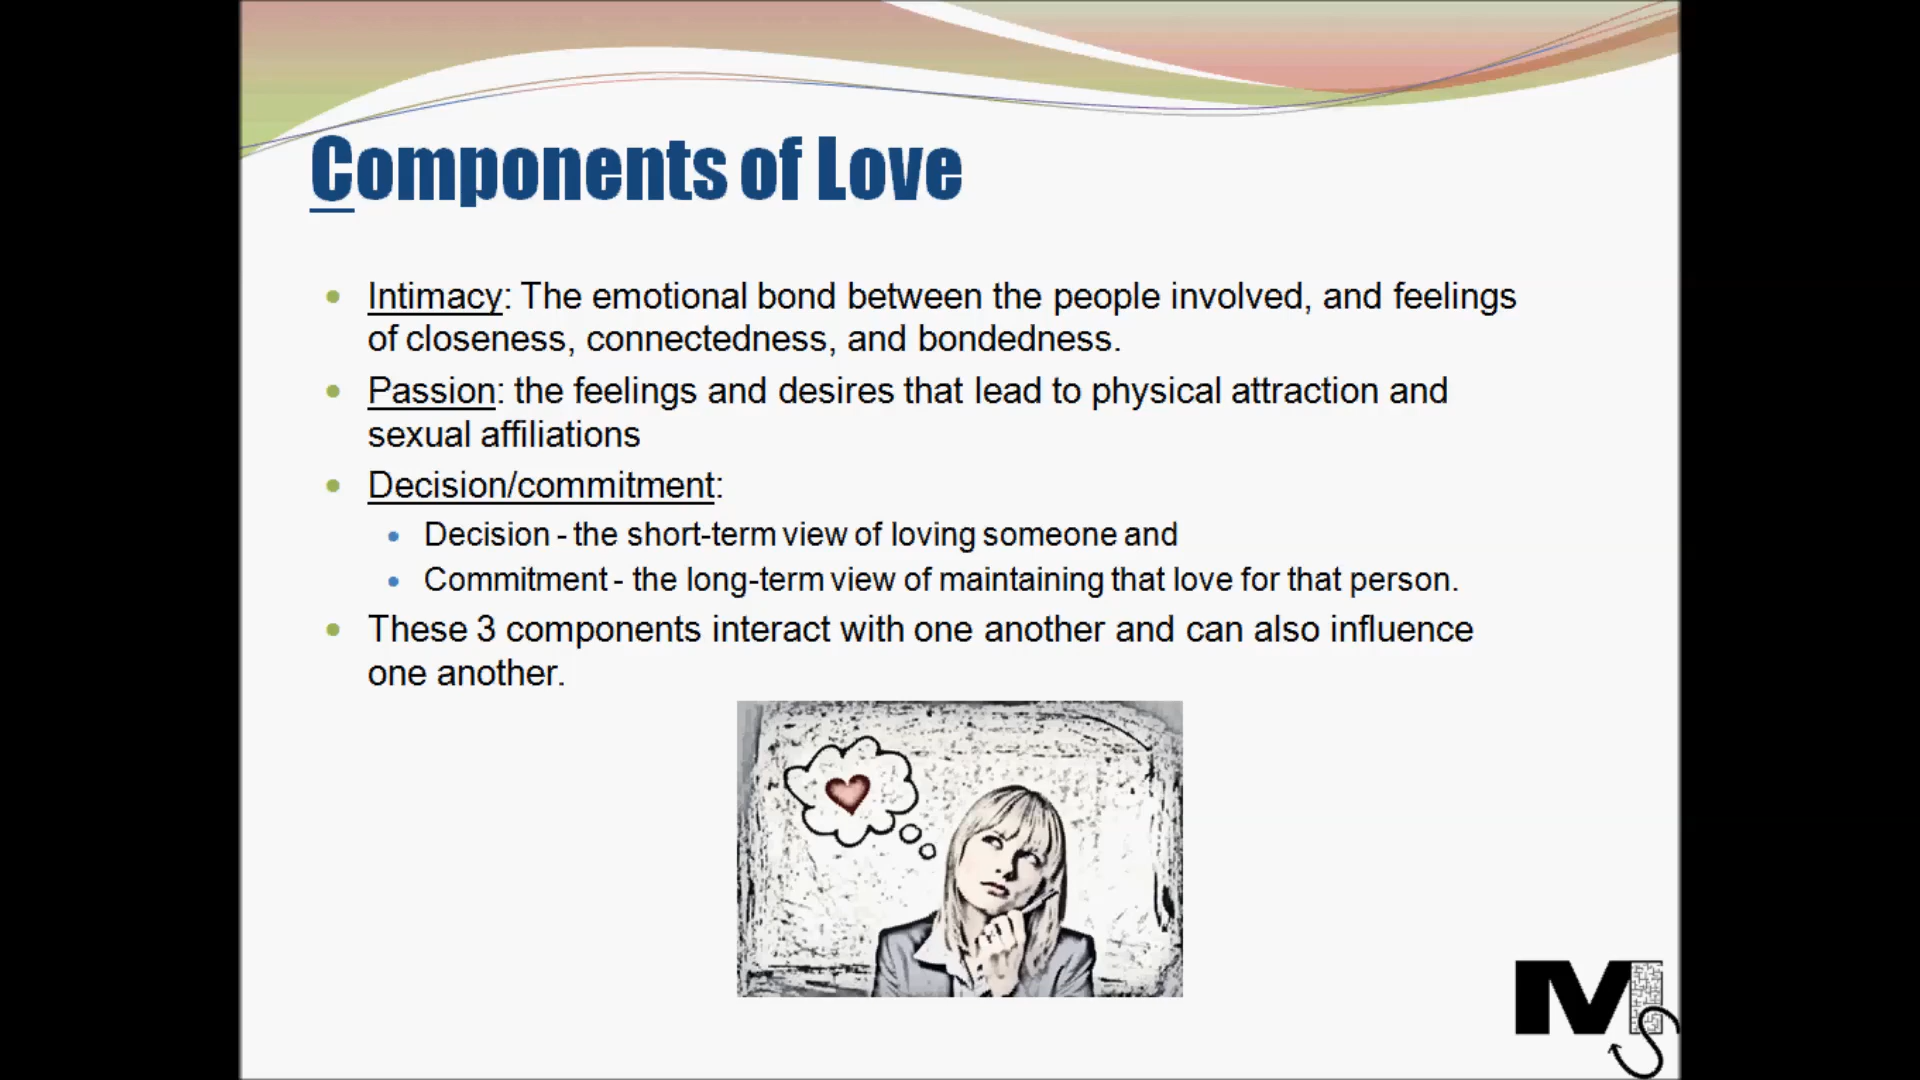 Components of Love
Intimacy: The emotional bond between the people involved, and feelings
of closeness, connectedness, and bondedness.
Passion: the feelings and desires that lead to physical attraction and
sexual affiliations
Decision/commitment:
Decision - the short-term view of loving someone and
Commitment - the long-term view of maintaining that love for that person.
These 3 components interact with one another and can also influence
one another.
MS